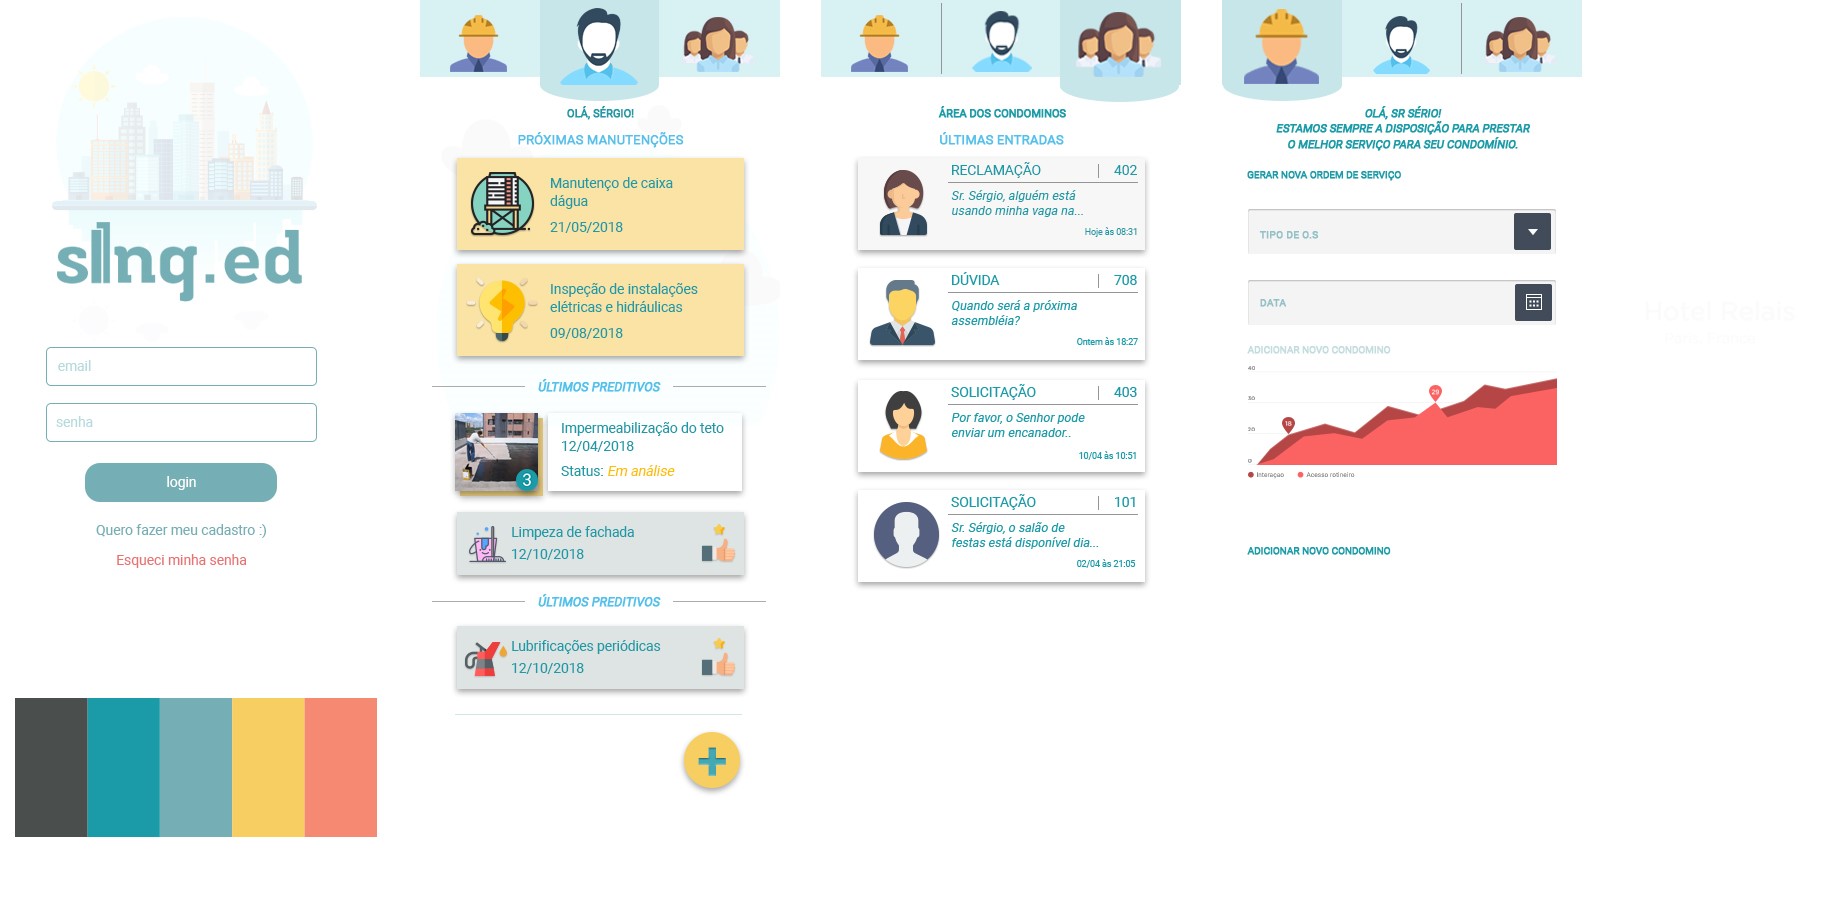 sling.ed
email
senha
login
Quero fazer meu cadastro :)
Esqueci minha senha
OLÁ, SÉRGIO!
PRÓXIMAS MANUTENÇÕES
Manutenço de caixa
dágua
21/05/2018
Inspeção de instalações
elétricas e hidráulicas
09/08/2018
ÚLTIMOS PREDITIVOS
Impermeabilização do teto
12/04/2018
Status: Em análise
3
Limpeza de fachada
12/10/2018
ÚLTIMOS PREDITIVOS
Lubrificações periódicas
12/10/2018
ÁREA DOS CONDOMINOS
ÚLTIMAS ENTRADAS
RECLAMAÇÃO | 402
Sr. Sérgio, alguém está
usando minha vaga na...
Hoje às 08:31
DÚVIDA | 708
Quando será a próxima
assembléia?
Ontem às 18:27
SOLICITAÇÃO | 403
Por favor, o Senhor pode
enviar um encanador..
10/04 às 10:51
SOLICITAÇÃO | 101
Sr. Sérgio, o salão de
festas está disponível dia...
02/04 às 21:05
OLÁ, SR SÉRIO!
ESTAMOS SEMPRE A DISPOSIÇÃO PARA PRESTAR
O MELHOR SERVIÇO PARA SEU CONDOMÍNIO.
GERAR NOVA ORDEM DE SERVIÇO
TIPO DE O.S
DATA
ADICIONAR NOVO CONDOMINO
40
30
20
0
18
29
Interaçao
Acesso rotineiro
ADICIONAR NOVO CONDOMINO
Hotel Relais